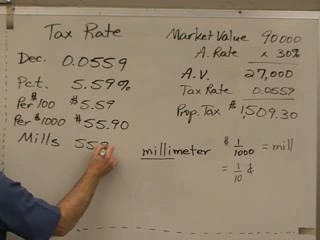 Tax Rate
Dec. 0.0559
Pct. 5.59%
Per $100 $5.59
Per $1000 $55.90
Mills 55.9
Market Value 90000
A. Rate x 30%
A.V. 27,000
Tax Rate 0.0559
Prop. Tax $1,509.30
millimeter $ 1/1000 = mill
= 1/10 ¢